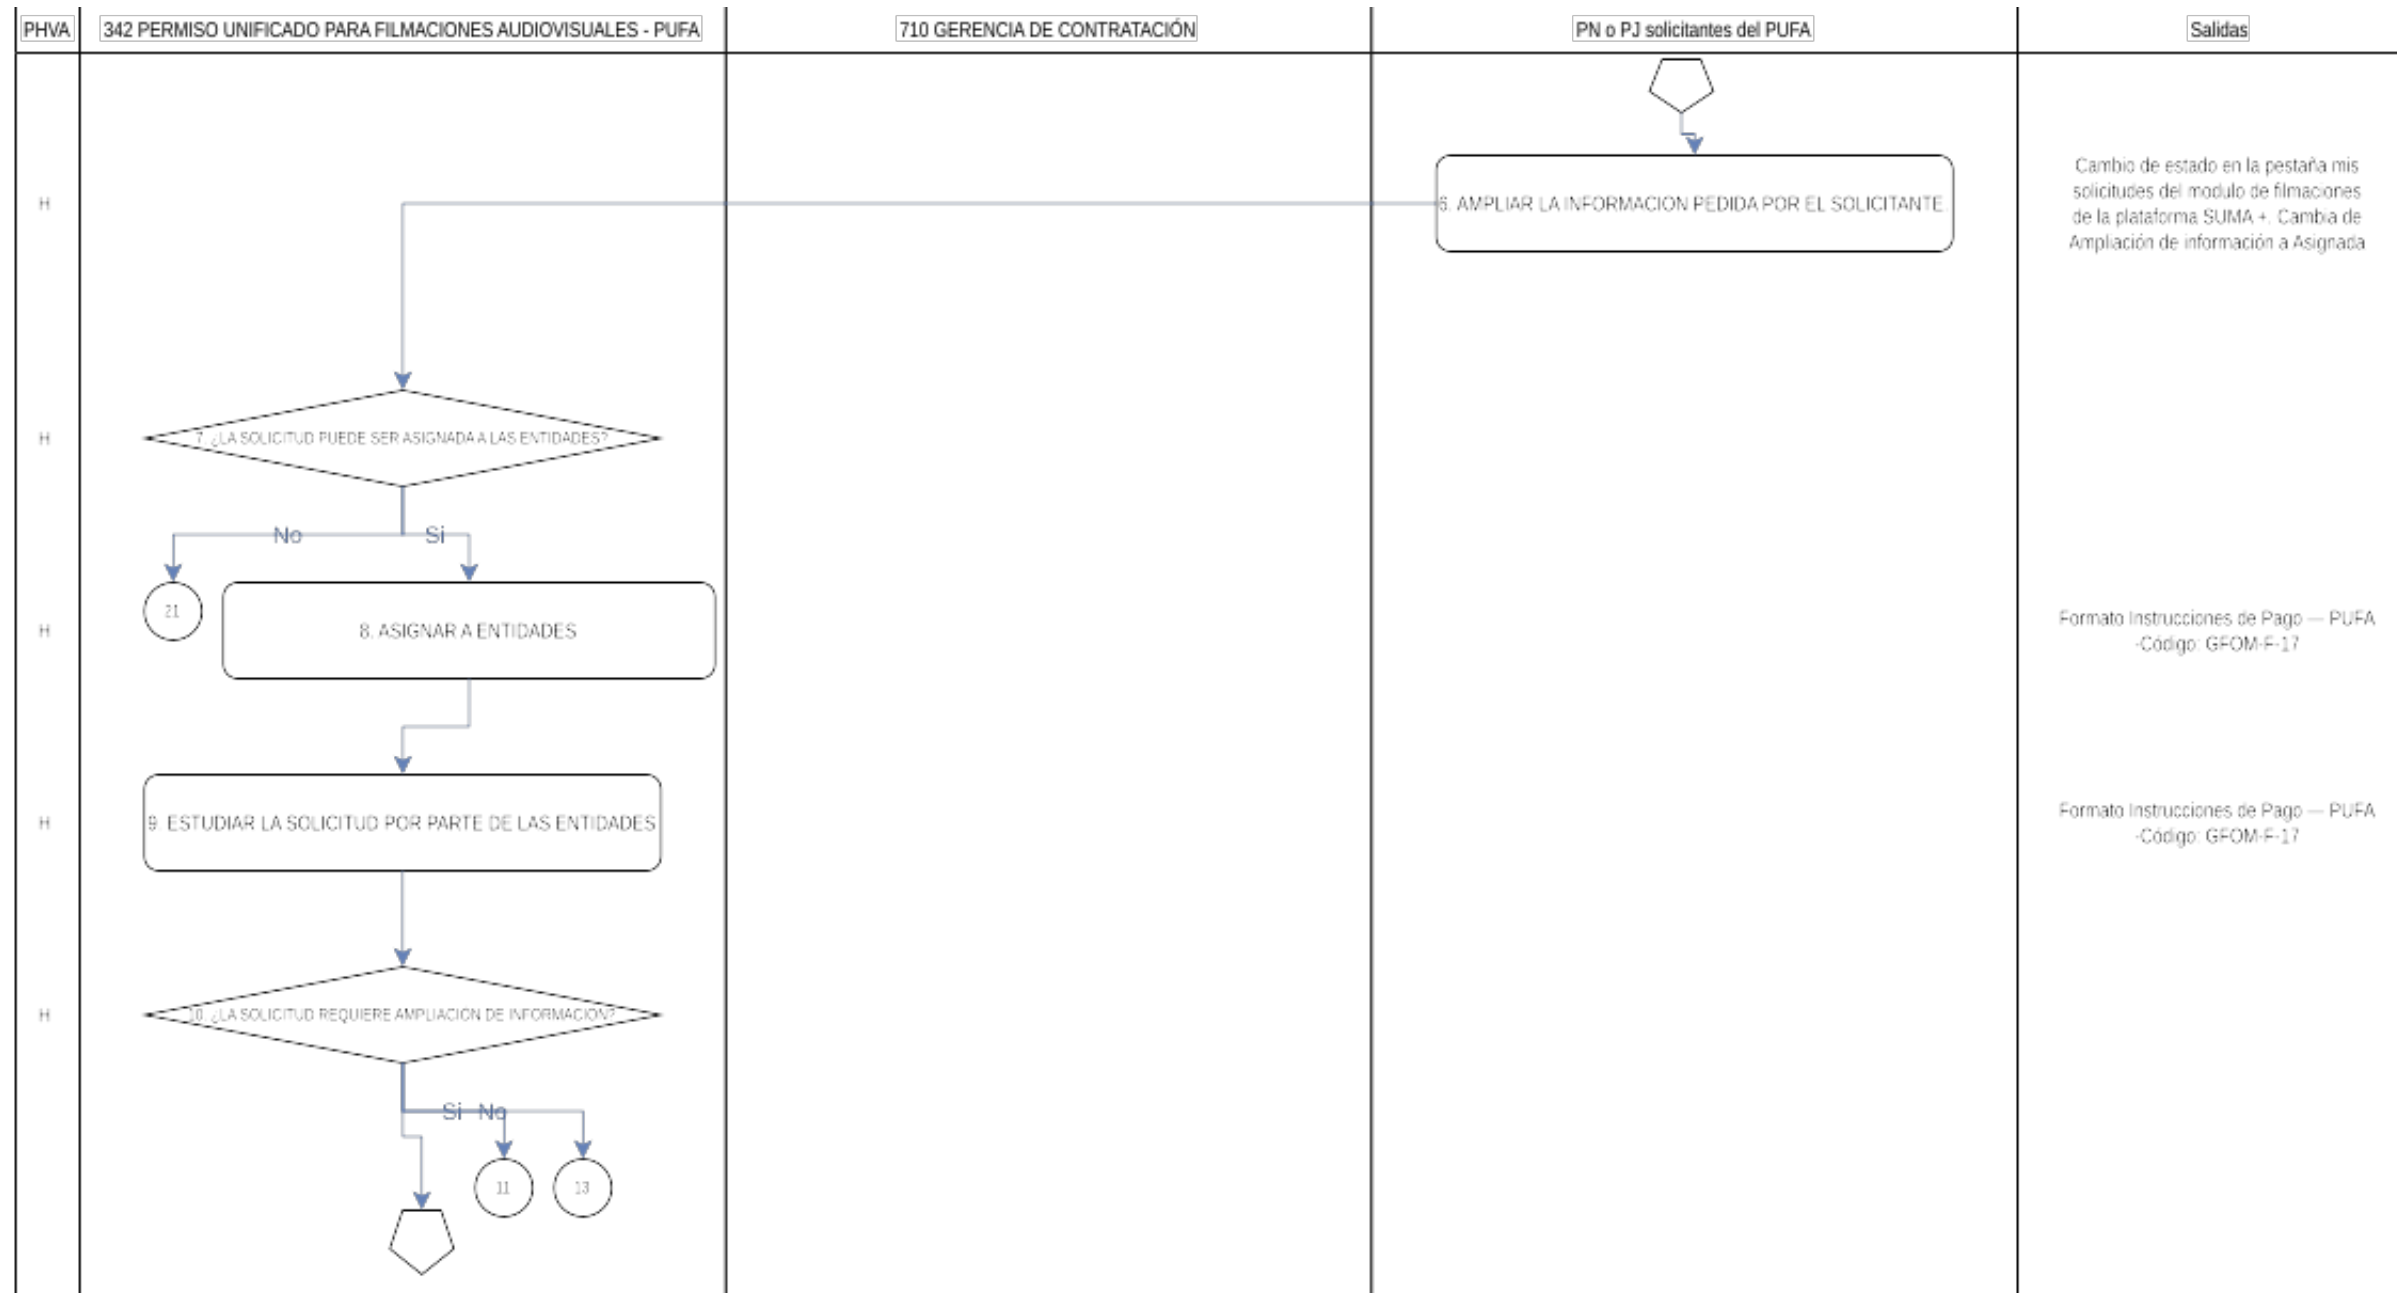 PHVA
342 PERMISO UNIFICADO PARA FILMACIONES AUDIOVISUALES - PUFA
710 GERENCIA DE CONTRATACIÓN
PN o PJ solicitantes del PUFA
Salidas
H
6. AMPLIAR LA INFORMACION PEDIDA POR EL SOLICITANTE
Cambio de estado en la pestaña mis
solicitudes del modulo de filmaciones
de la plataforma SUMA +. Cambia de
Ampliación de información a Asignada
H
7. ¿LA SOLICITUD PUEDE SER ASIGNADA A LAS ENTIDADES?
No
Si
H
21
8. ASIGNAR A ENTIDADES
Formato Instrucciones de Pago — PUFA
-Código: GFOM-F-17
H
9. ESTUDIAR LA SOLICITUD POR PARTE DE LAS ENTIDADES
Formato Instrucciones de Pago — PUFA
-Código: GFOM-F-17
H
10. ¿LA SOLICITUD REQUIERE AMPLIACION DE INFORMACION?
Si
No
11
13